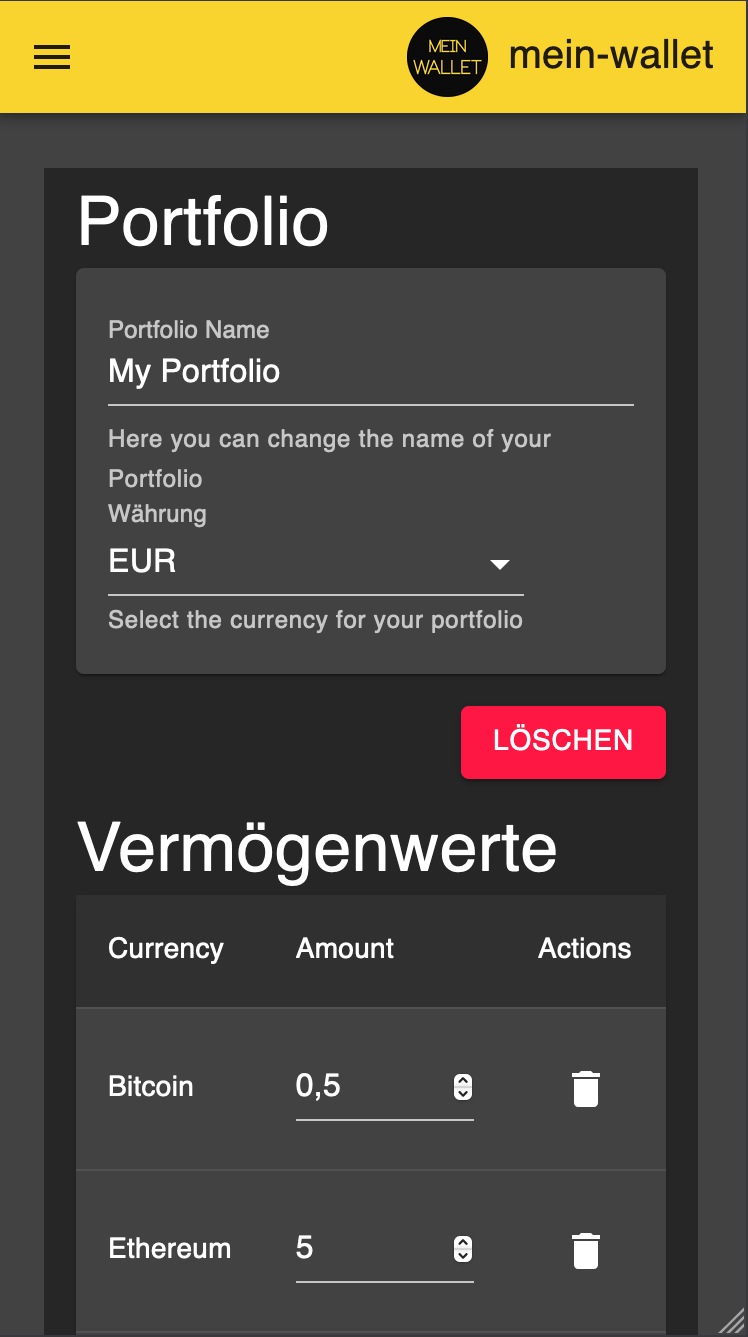 MEIN
WALLET
mein-wallet
Portfolio
Portfolio Name
My Portfolio
Here you can change the name of your
Portfolio
Währung
EUR
Select the currency for your portfolio
LÖSCHEN
Vermögenwerte
Currency Amount Actions
Bitcoin 0,5
Ethereum 5